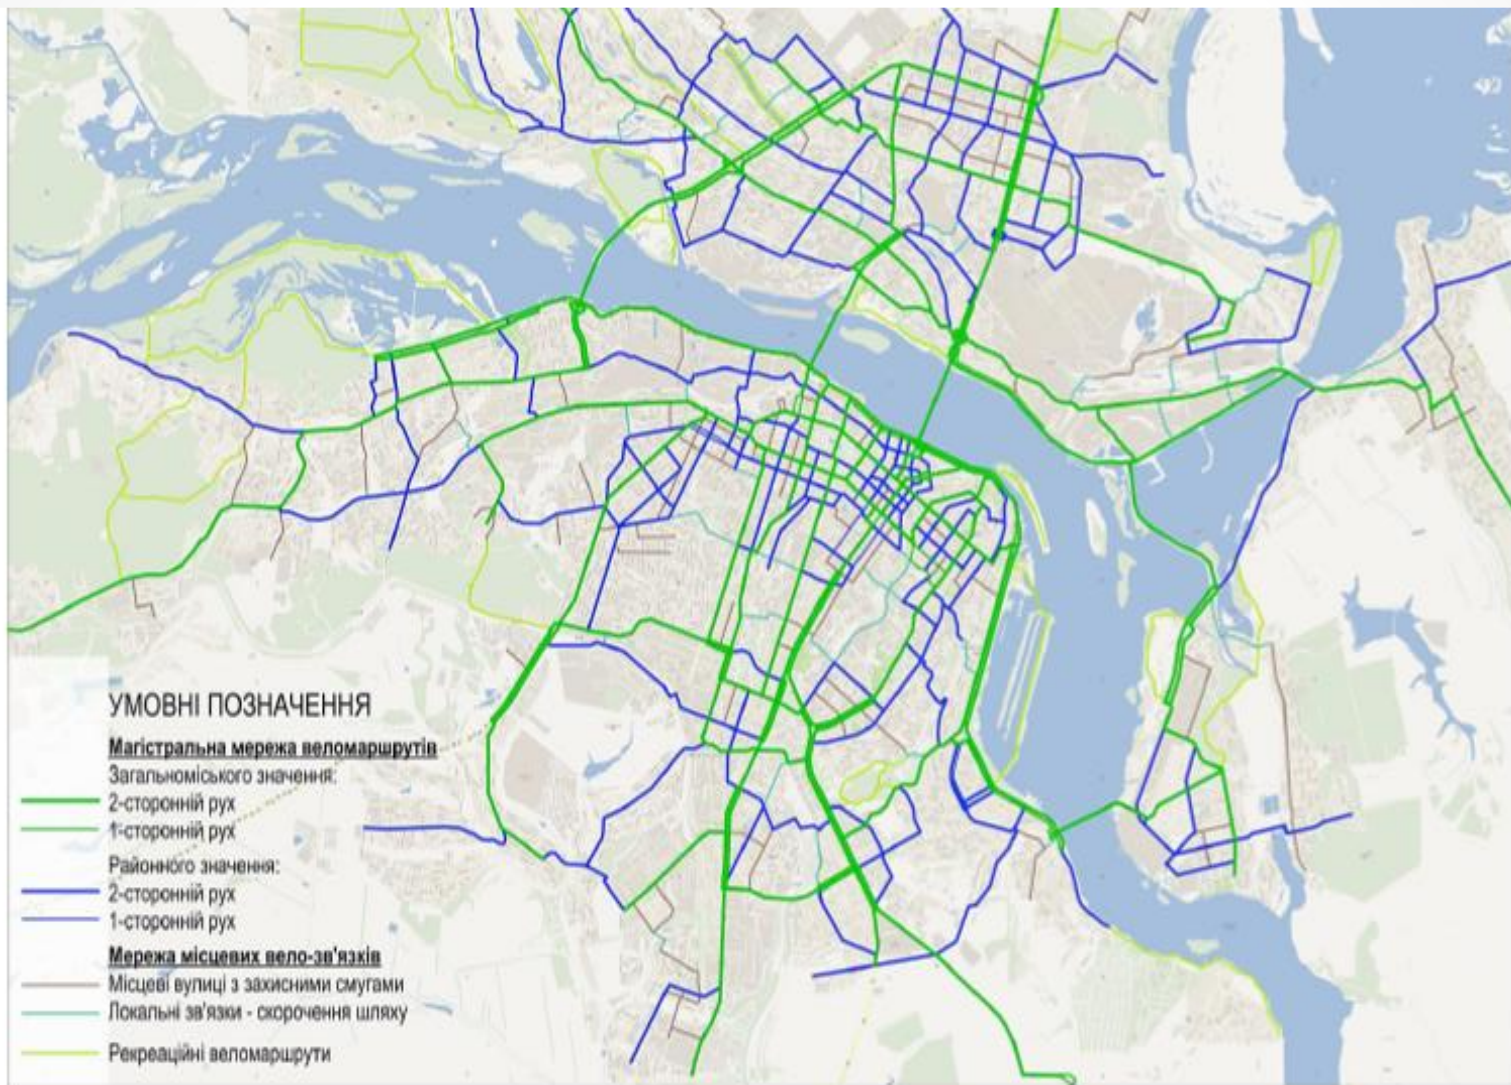 УМОВНІ ПОЗНАЧЕННЯ
Магістральна мережа веломаршрутів
Загальноміського значення:
2-сторонній рух
1-сторонній рух
Районного значення:
2-сторонній рух
1-сторонній рух
Мережа місцевих вело-зв'язків
Місцеві вулиці з захисними смугами
Локальні зв'язки - скорочення шляху
Рекреаційні веломаршрути